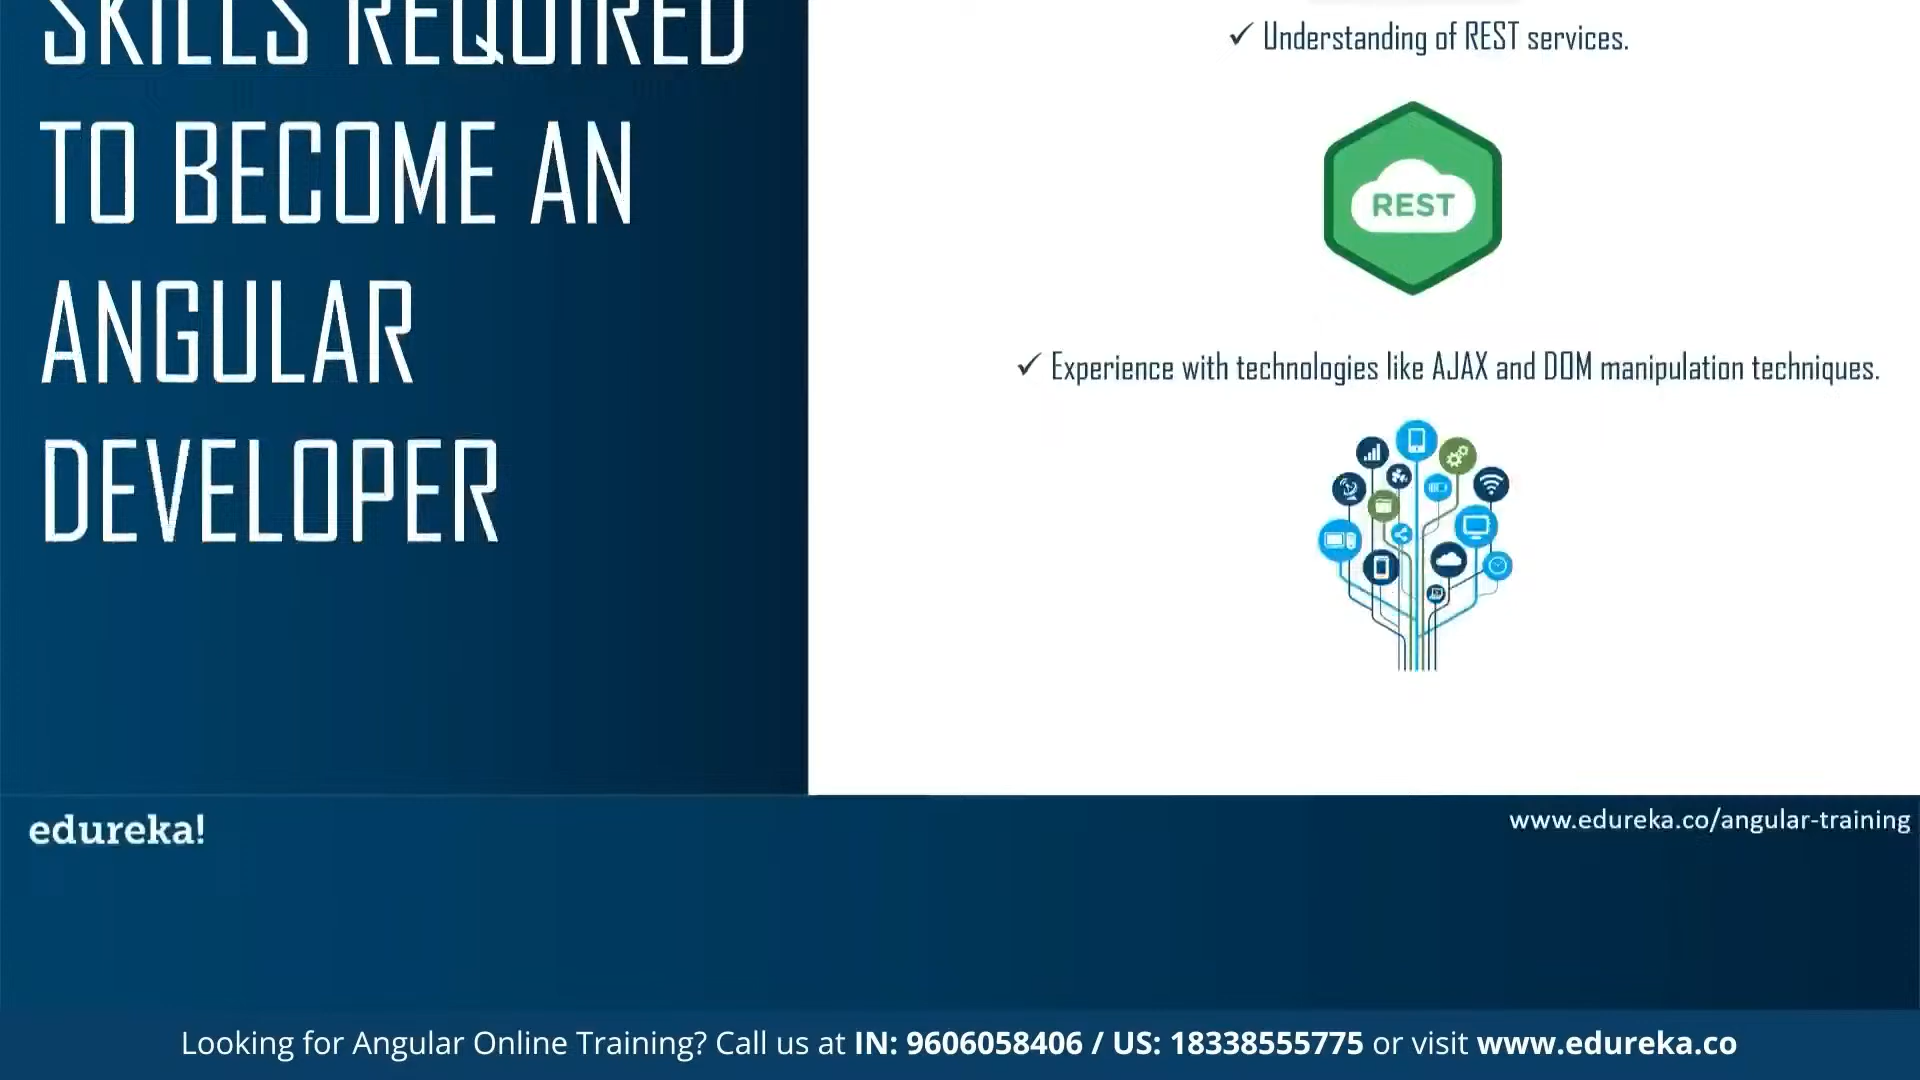 SKILLS REQUIRED
TO BECOME AN
ANGULAR
DEVELOPER
✓ Understanding of REST services.
REST
✓ Experience with technologies like AJAX and DOM manipulation techniques.
edureka!
www.edureka.co/angular-training
Looking for Angular Online Training? Call us at IN: 9606058406 / US: 18338555775 or visit www.edureka.co